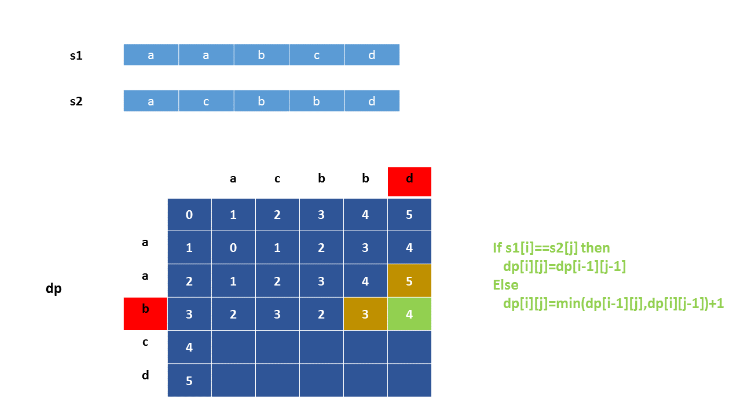 s1 a a b c d
s2 a c b b d
a c b b d
0 1 2 3 4 5
a 1 0 1 2 3 4
a 2 1 2 3 4 5
dp
b 3 2 3 2 3 4
c 4
d 5
If s1[i]==s2[j] then
dp[i][j]=dp[i-1][j-1]
Else
dp[i][j]=min(dp[i-1][j],dp[i][j-1])+1